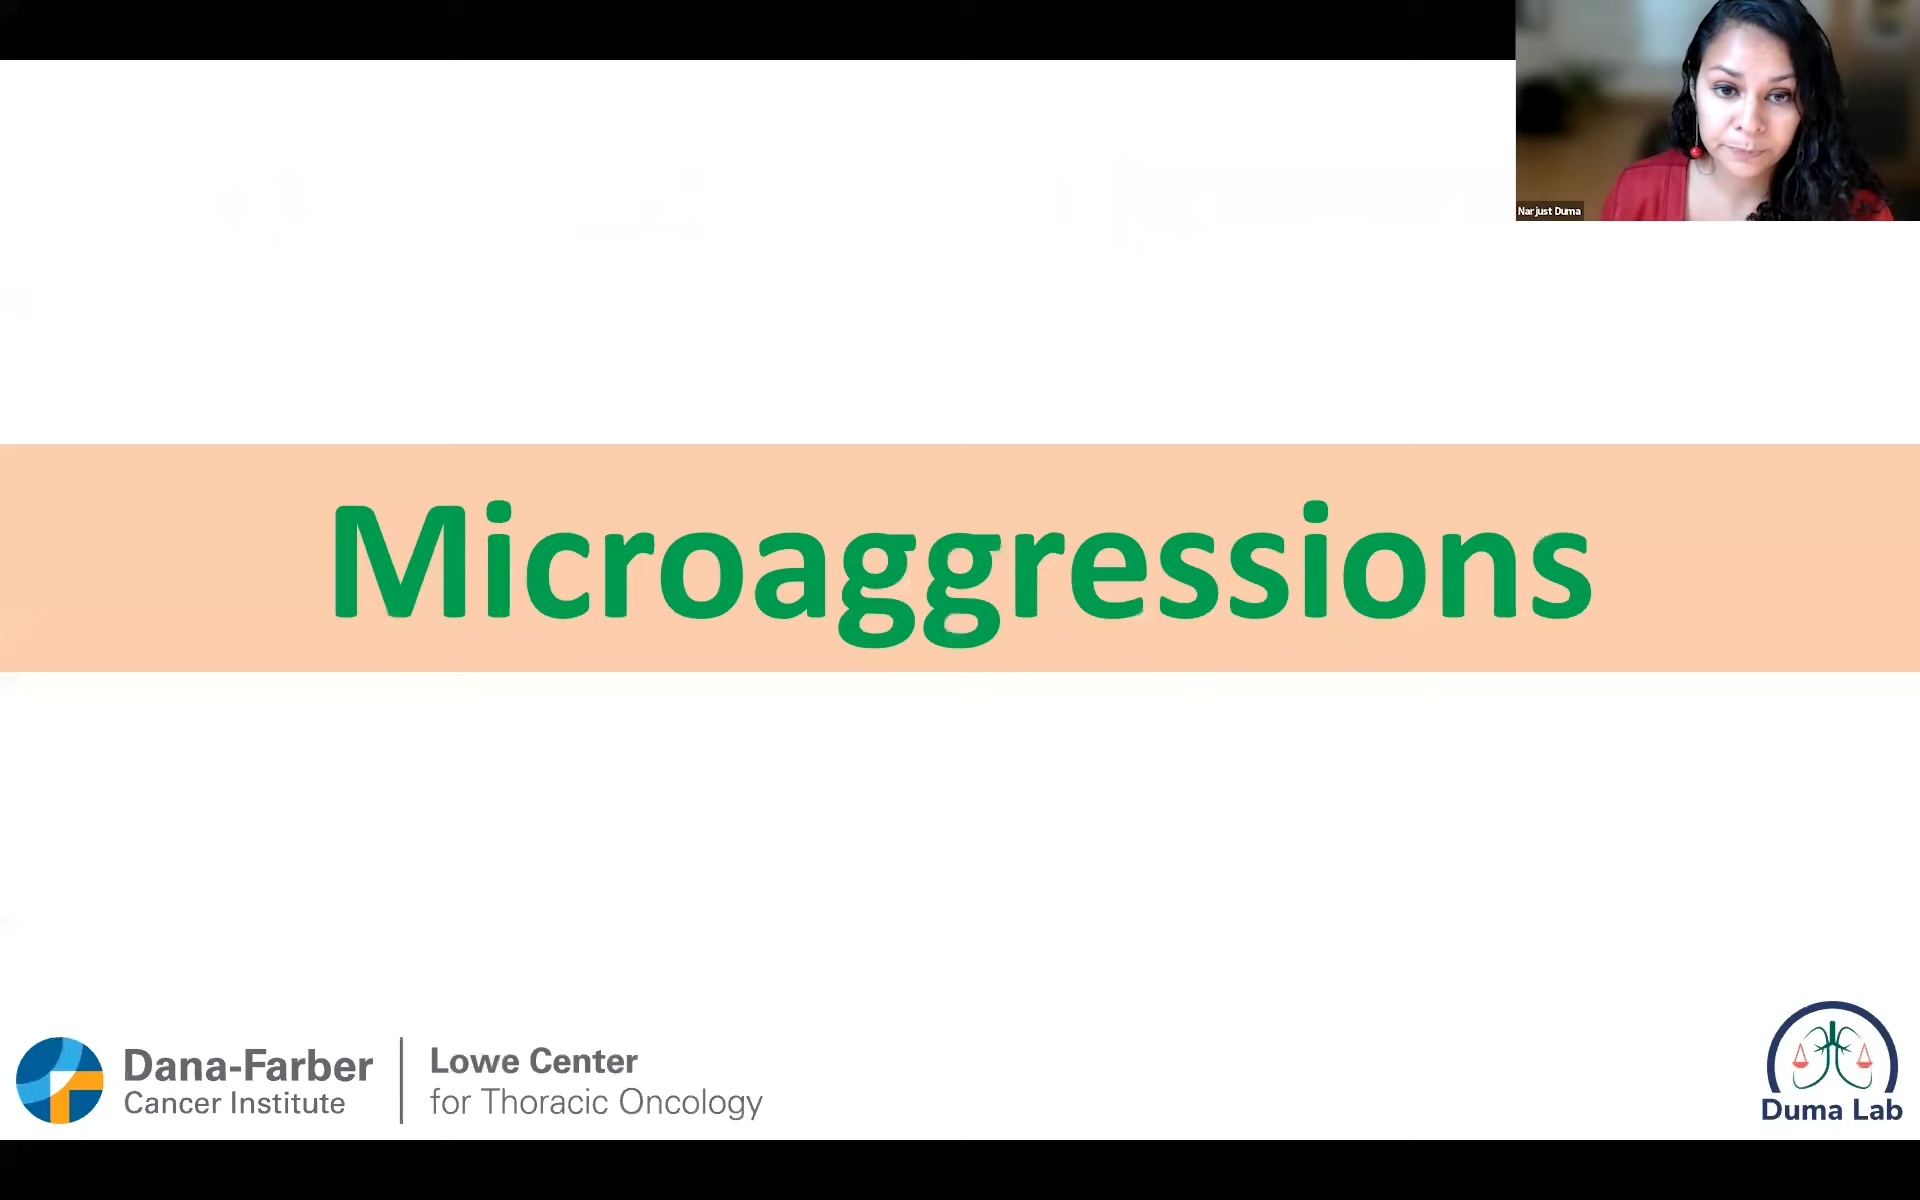 Narjust Duma
Microaggressions
Dana-Farber
Cancer Institute
Lowe Center
for Thoracic Oncology
Duma Lab